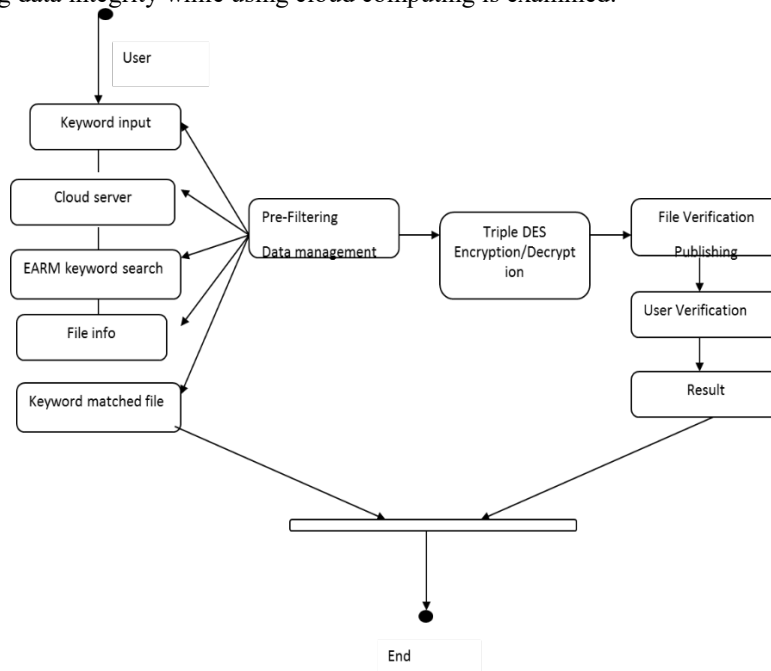 g data integrity while using cloud computing is examined.
User
Keyword input
Cloud server
EARM keyword search
File info
Keyword matched file
Pre-Filtering
Data management
Triple DES
Encryption/Decrypt
ion
File Verification
Publishing
User Verification
Result
End